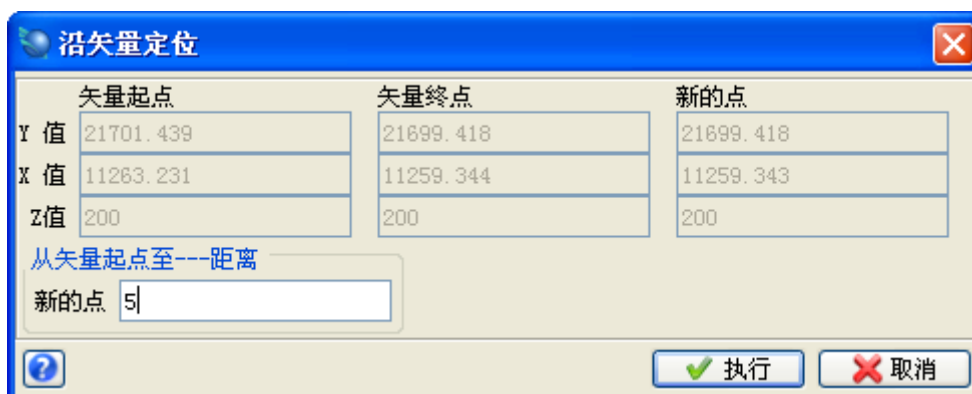 沿矢量定位
矢量起点 矢量终点 新的点
Y 值 21701.439 21699.418 21699.418
X 值 11263.231 11259.344 11259.343
Z值 200 200 200
从矢量起点至---距离
新的点 5
? 执行 取消